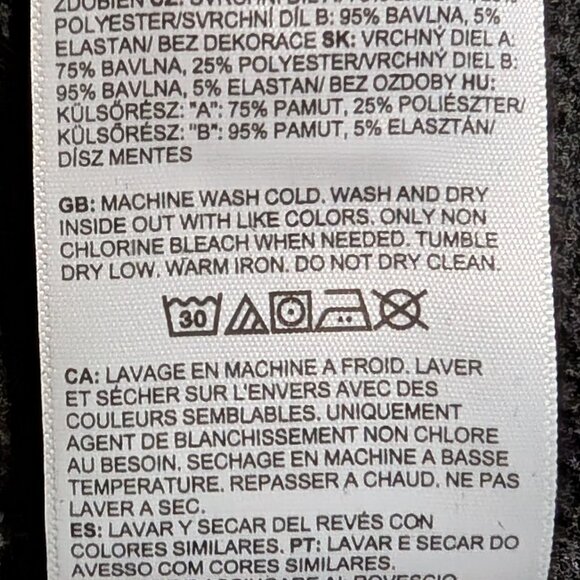 POLYESTER/SVRCHNÍ DÍL B: 95% BAVLNA, 5%
ELASTAN/ BEZ DEKORACE SK: VRCHNÝ DIEL A:
75% BAVLNA, 25% POLYESTER/VRCHNÝ DIEL B:
95% BAVLNA, 5% ELASTAN/ BEZ OZDOBY HU:
KÜLSŐRÉSZ: "A": 75% PAMUT, 25% POLIÉSZTER/
KÜLSŐRÉSZ: "B": 95% PAMUT, 5% ELASZTÁN/
DÍSZ MENTES
GB: MACHINE WASH COLD. WASH AND DRY
INSIDE OUT WITH LIKE COLORS. ONLY NON
CHLORINE BLEACH WHEN NEEDED. TUMBLE
DRY LOW. WARM IRON. DO NOT DRY CLEAN.
30
CA: LAVAGE EN MACHINE A FROID. LAVER
ET SÉCHER SUR L'ENVERS AVEC DES
COULEURS SEMBLABLES. UNIQUEMENT
AGENT DE BLANCHISSEMENT NON CHLORE
AU BESOIN. SECHAGE EN MACHINE A BASSE
TEMPERATURE. REPASSER A CHAUD. NE PAS
LAVER A SEC.
ES: LAVAR Y SECAR DEL REVÉS CON
COLORES SIMILARES. PT: LAVAR E SECAR DO
AVESSO COM CORES SIMILARES.